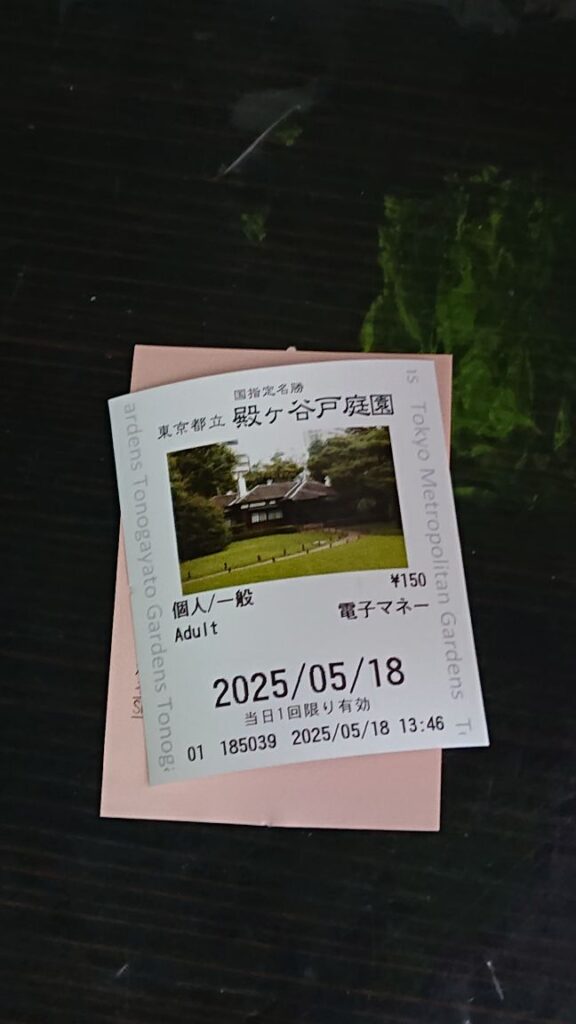 国指定名勝
東京都立 殿ヶ谷戸庭園
¥150
個人/一般
電子マネー
Adult
2025/05/18
当日1回限り有効
01 185039 2025/05/18 13:46
ardens Tonogayato Gardens Tonog
Tokyo Metropolitan Gardens